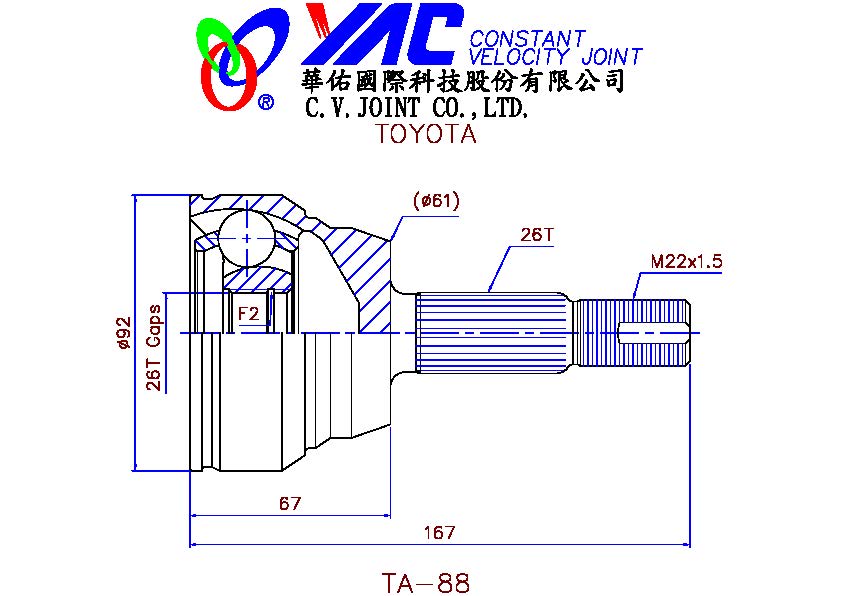 YAC CONSTANT
VELOCITY JOINT
華佑國際科技股份有限公司
®
C.V.JOINT CO.,LTD.
TOYOTA
(ø61)
26T
M22x1.5
F2
ø92
26T Gaps
67
167
TA-88